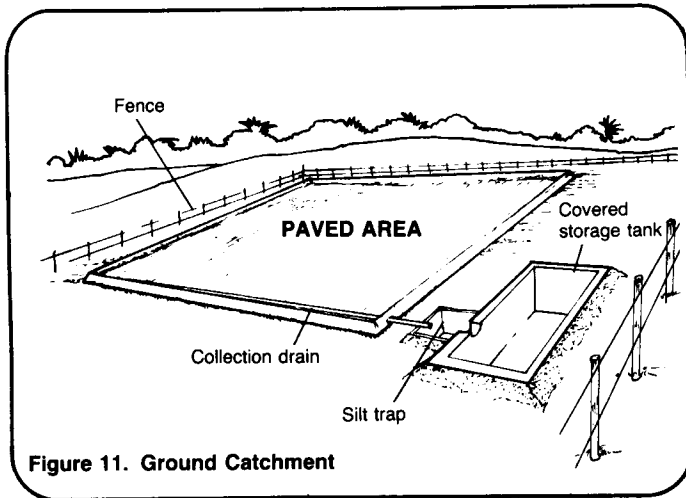 Fence
PAVED AREA
Covered
storage tank
Collection drain
Silt trap
Figure 11. Ground Catchment